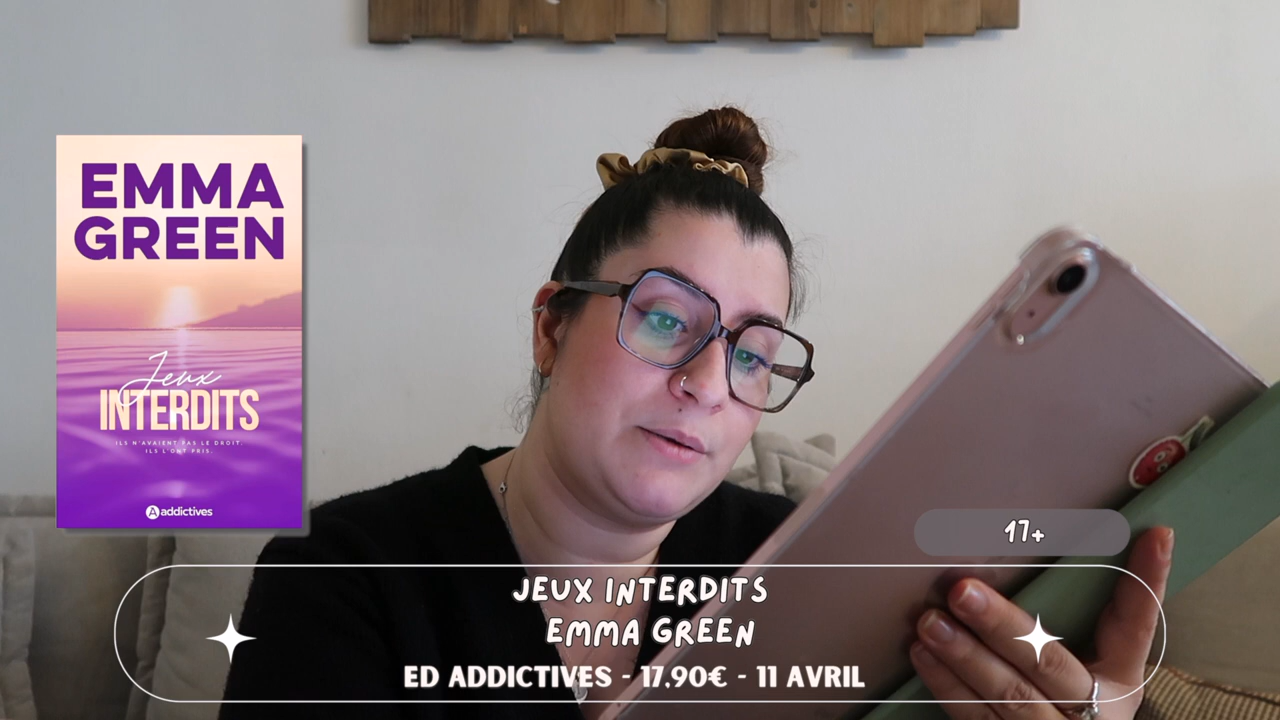 EMMA
GREEN
Jeux
INTERDITS
ILS N'AVAIENT PAS LE DROIT.
ILS L'ONT PRIS.
addictives
17+
JEUX INTERDITS
EMMA GREEN
ED ADDICTIVES - 17,90€ - 11 AVRIL